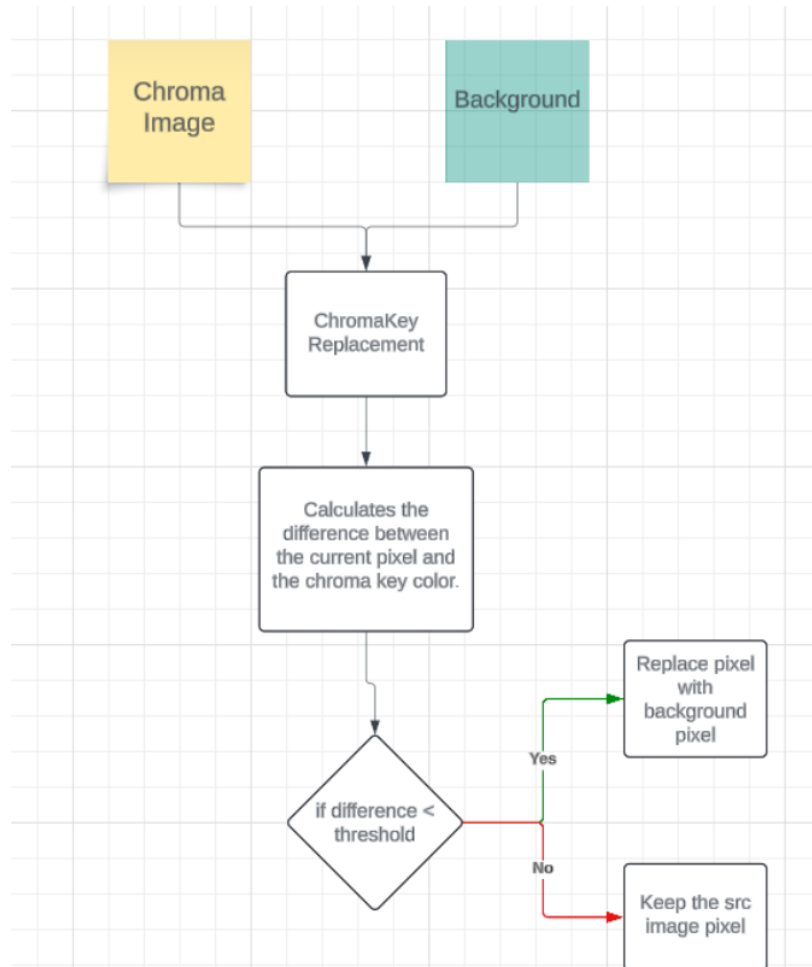 Chroma
Image
Background
ChromaKey
Replacement
Calculates the
difference between
the current pixel and
the chroma key color.
if difference <
threshold
Yes
Replace pixel
with
background
pixel
No
Keep the src
image pixel